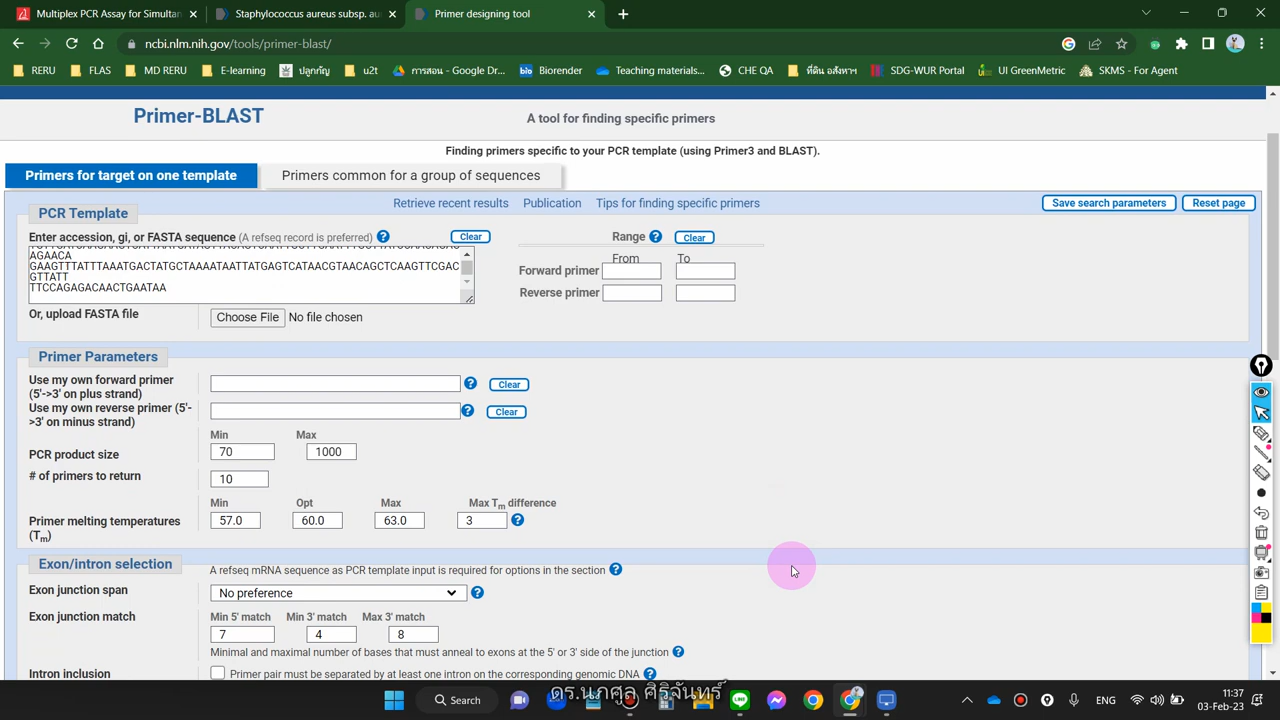 Multiplex PCR Assay for Simultan
Staphylococcus aureus subsp. au
Primer designing tool
ncbi.nlm.nih.gov/tools/primer-blast/
RERU
FLAS
MD RERU
E-learning
ปลูกกัญ
u2t
การสอน - Google Dr...
Biorender
Teaching materials...
CHE QA
ที่ดิน อสังหาฯ
SDG-WUR Portal
UI GreenMetric
SKMS - For Agent
Primer-BLAST
A tool for finding specific primers
Finding primers specific to your PCR template (using Primer3 and BLAST).
Primers for target on one template
Primers common for a group of sequences
Retrieve recent results
Publication
Tips for finding specific primers
Save search parameters
Reset page
PCR Template
Enter accession, gi, or FASTA sequence (A refseq record is preferred)
Clear
Range
Clear
AGAACA
GAAGTTTATTTAAATGACTATGCTAAAATAATTATGAGTCATAACGTAACAGCTCAAGTTCGAC
GTTATT
TTCCAGAGACAACTGAATAA
From
To
Forward primer
Reverse primer
Or, upload FASTA file
Choose File
No file chosen
Primer Parameters
Use my own forward primer
(5'->3' on plus strand)
Clear
Use my own reverse primer (5'-
>3' on minus strand)
Clear
Min
Max
PCR product size
70
1000
# of primers to return
10
Min
Opt
Max
Max Tm difference
Primer melting temperatures
(Tm)
57.0
60.0
63.0
3
Exon/intron selection
A refseq mRNA sequence as PCR template input is required for options in the section
Exon junction span
No preference
Exon junction match
Min 5' match
Min 3' match
Max 3' match
7
4
8
Minimal and maximal number of bases that must anneal to exons at the 5' or 3' side of the junction
Intron inclusion
Primer pair must be separated by at least one intron on the corresponding genomic DNA
ดร.นภศูล ศิริจันทร์
Search
ENG
11:37
03-Feb-23